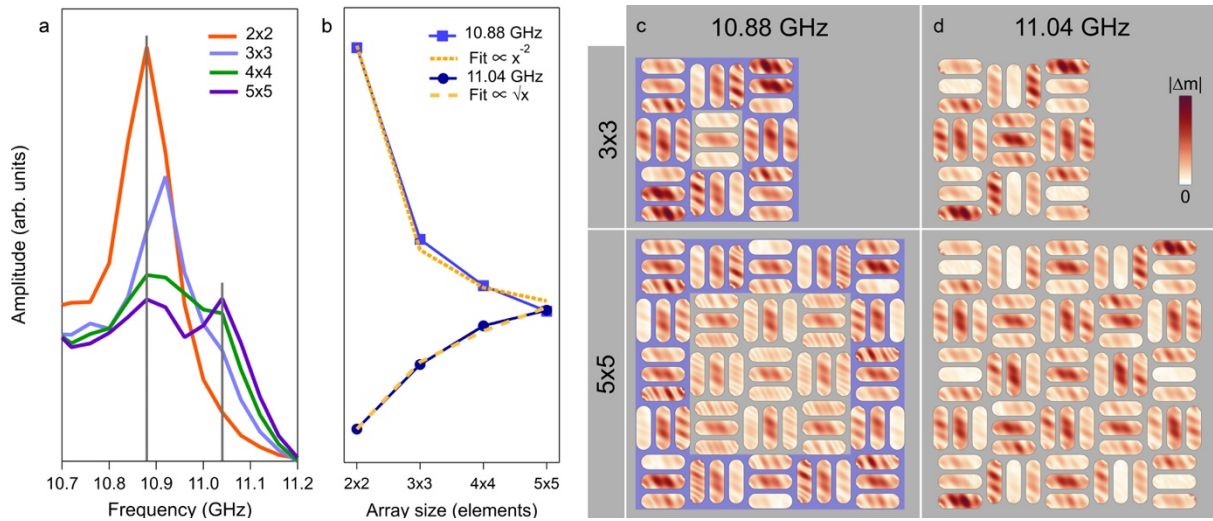 a
2x2
3x3
4x4
5x5
Amplitude (arb. units)
10.7 10.8 10.9 11.0 11.1 11.2
Frequency (GHz)
b
10.88 GHz
Fit ∝ x⁻²
11.04 GHz
Fit ∝ √x
2x2 3x3 4x4 5x5
Array size (elements)
c 10.88 GHz
d 11.04 GHz
3x3
5x5
|Δm|
0